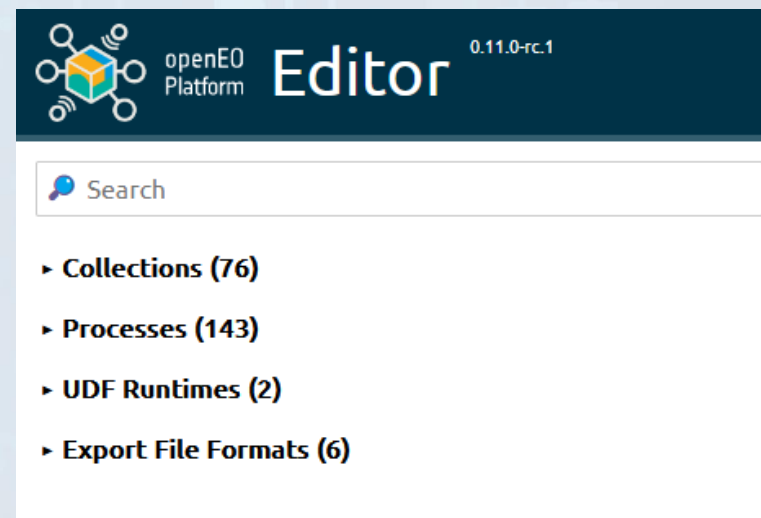 openEO
Platform
Editor
0.11.0-rc.1
Search
Collections (76)
Processes (143)
UDF Runtimes (2)
Export File Formats (6)